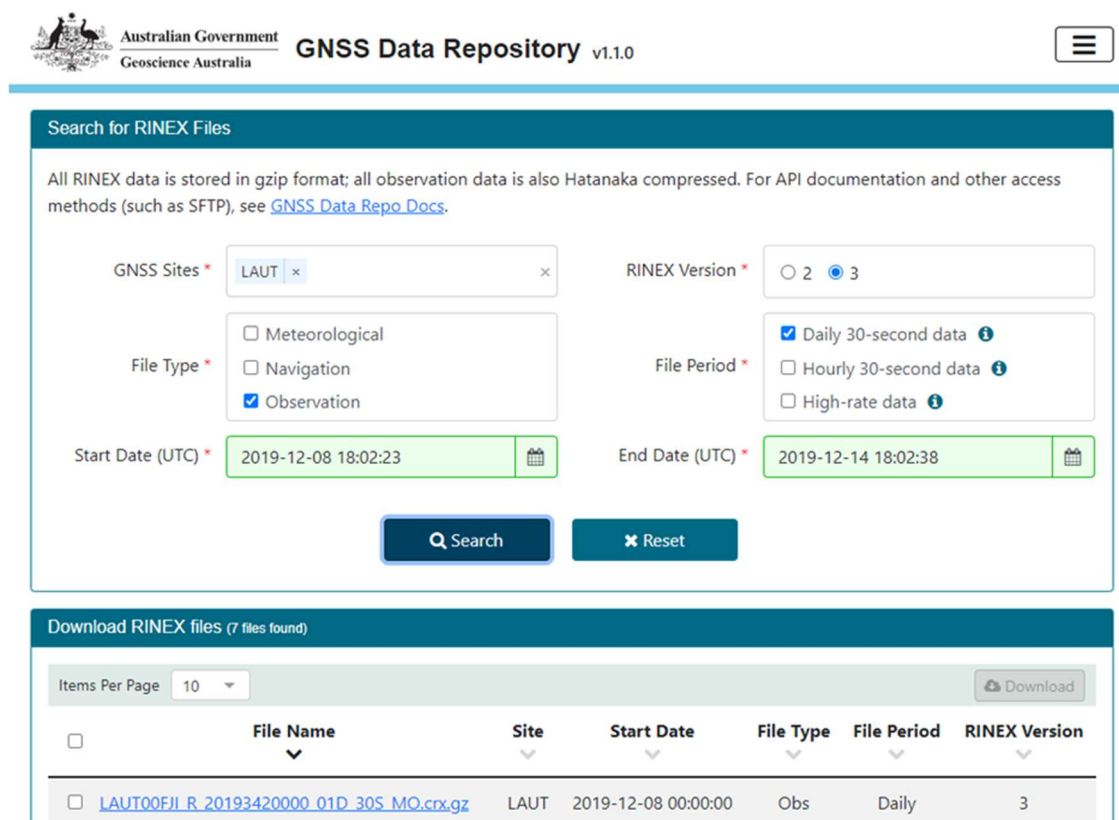 Australian Government
Geoscience Australia
GNSS Data Repository v1.1.0
Search for RINEX Files
All RINEX data is stored in gzip format; all observation data is also Hatanaka compressed. For API documentation and other access
methods (such as SFTP), see GNSS Data Repo Docs.
GNSS Sites * LAUT × × RINEX Version * 2 3
File Type * Meteorological
Navigation
Observation
File Period * Daily 30-second data
Hourly 30-second data
High-rate data
Start Date (UTC) * 2019-12-08 18:02:23 End Date (UTC) * 2019-12-14 18:02:38
Search Reset
Download RINEX files (7 files found)
Items Per Page 10 Download
File Name Site Start Date File Type File Period RINEX Version
LAUT00FJI_R_20193420000_01D_30S_MO.crx.gz LAUT 2019-12-08 00:00:00 Obs Daily 3